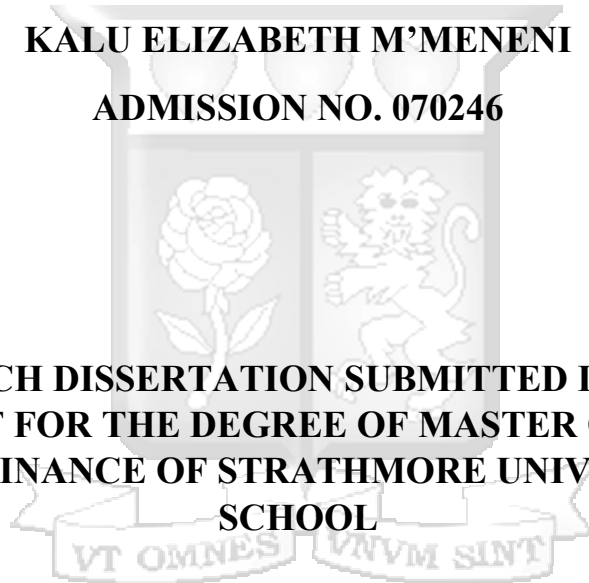 KALU ELIZABETH M’MENENI
ADMISSION NO. 070246
CH DISSERTATION SUBMITTED
FOR THE DEGREE OF MASTER
INANCE OF STRATHMORE UNIV
SCHOOL
VT OMNES VNVM SINT